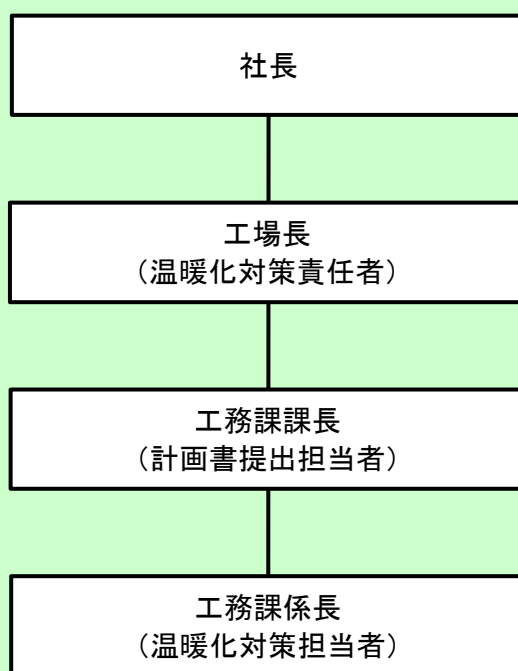 社長
工場長
（温暖化対策責任者）
工務課課長
（計画書提出担当者）
工務課係長
（温暖化対策担当者）